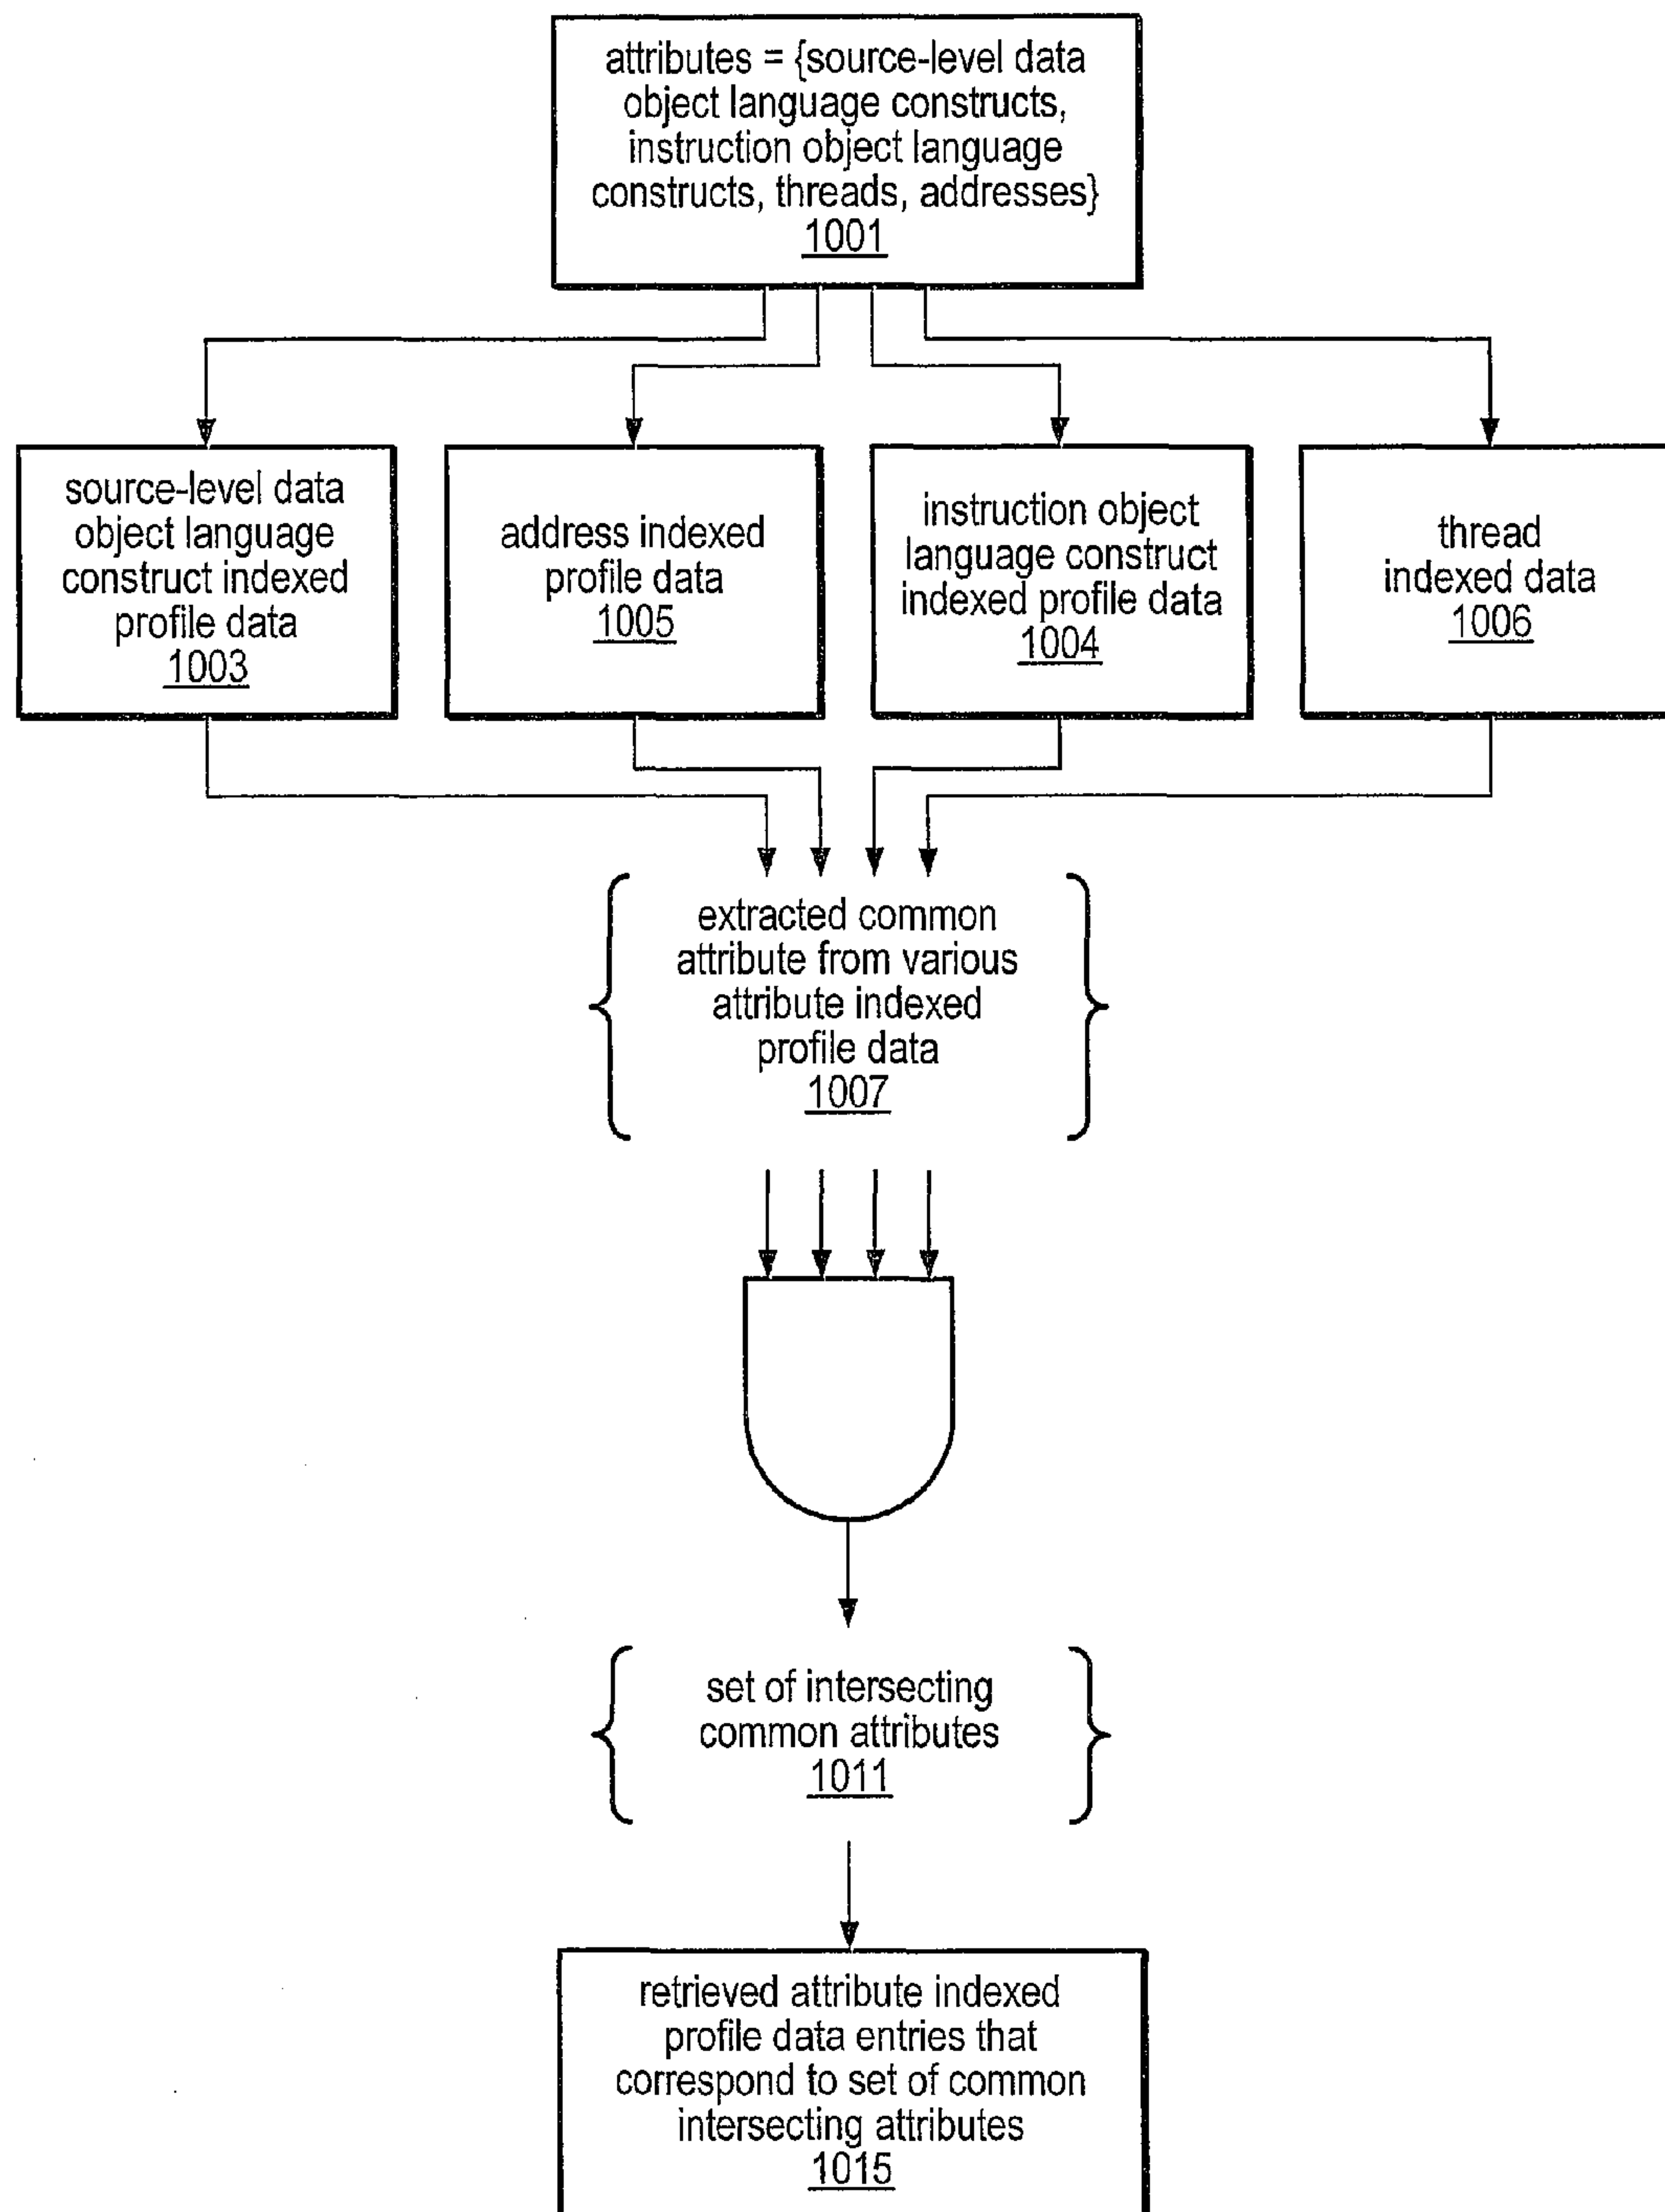 attributes = {source-level data
object language constructs,
instruction object language
constructs, threads, addresses}
1001
source-level data
object language
construct indexed
profile data
1003
address indexed
profile data
1005
instruction object
language construct
indexed profile data
1004
thread
indexed data
1006
extracted common
attribute from various
attribute indexed
profile data
1007
set of intersecting
common attributes
1011
retrieved attribute indexed
profile data entries that
correspond to set of common
intersecting attributes
1015